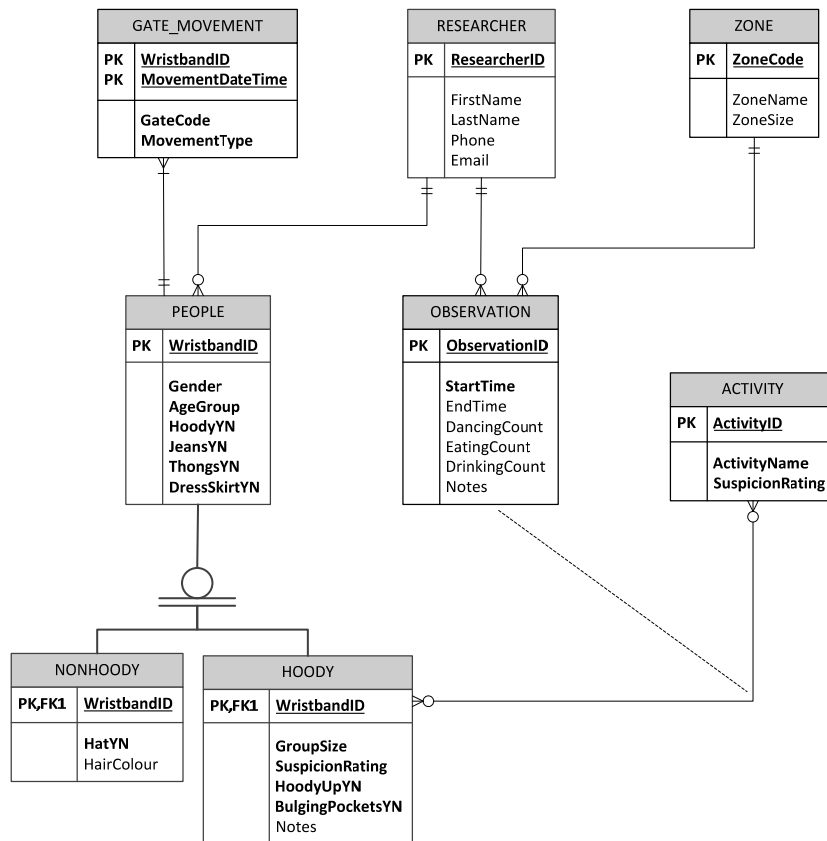 GATE_MOVEMENT
PK WristbandID
PK MovementDateTime
GateCode
MovementType
RESEARCHER
PK ResearcherID
FirstName
LastName
Phone
Email
ZONE
PK ZoneCode
ZoneName
ZoneSize
PEOPLE
PK WristbandID
Gender
AgeGroup
HoodyYN
JeansYN
ThongsYN
DressSkirtYN
OBSERVATION
PK ObservationID
StartTime
EndTime
DancingCount
EatingCount
DrinkingCount
Notes
ACTIVITY
PK ActivityID
ActivityName
SuspicionRating
NONHOODY
PK,FK1 WristbandID
HatYN
HairColour
HOODY
PK,FK1 WristbandID
GroupSize
SuspicionRating
HoodyUpYN
BulgingPocketsYN
Notes